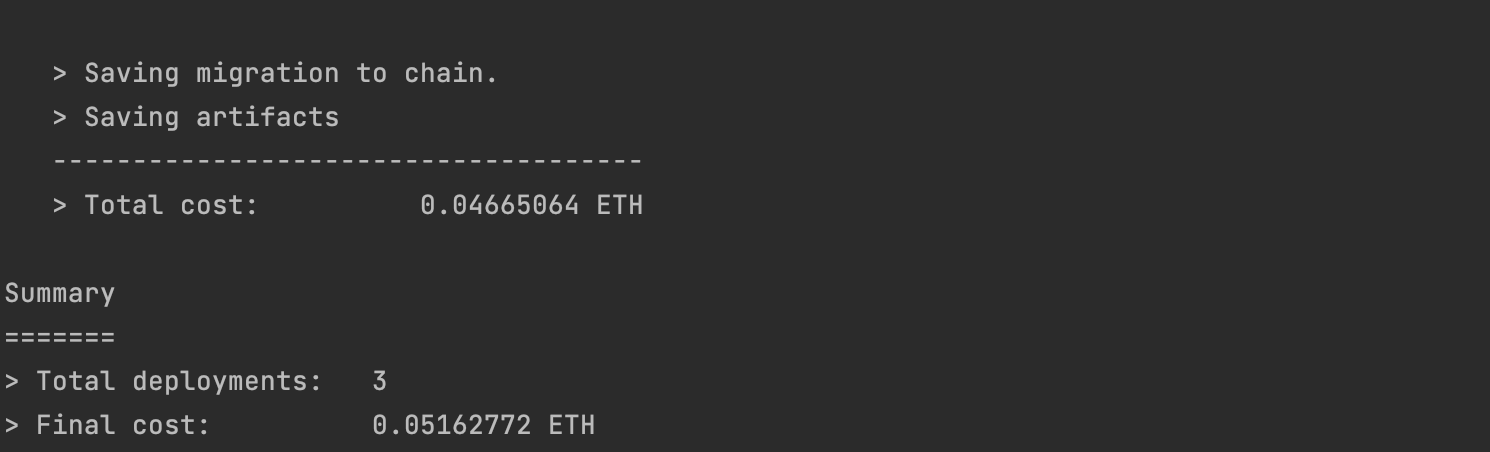 > Saving migration to chain.
> Saving artifacts
-------------------------------------
> Total cost:          0.04665064 ETH
Summary
=======
> Total deployments:   3
> Final cost:          0.05162772 ETH